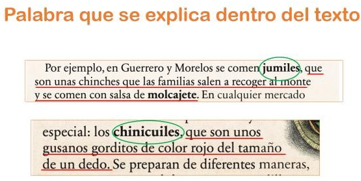 Palabra que se explica dentro del texto
Por ejemplo, en Guerrero y Morelos se comen jumiles, que
son unas chinches que las familias salen a recoger al monte
y se comen con salsa de molcajete. En cualquier mercado
especial: los chinicuiles, que son unos
gusanos gorditos de color rojo del tamaño
de un dedo. Se preparan de diferentes maneras,